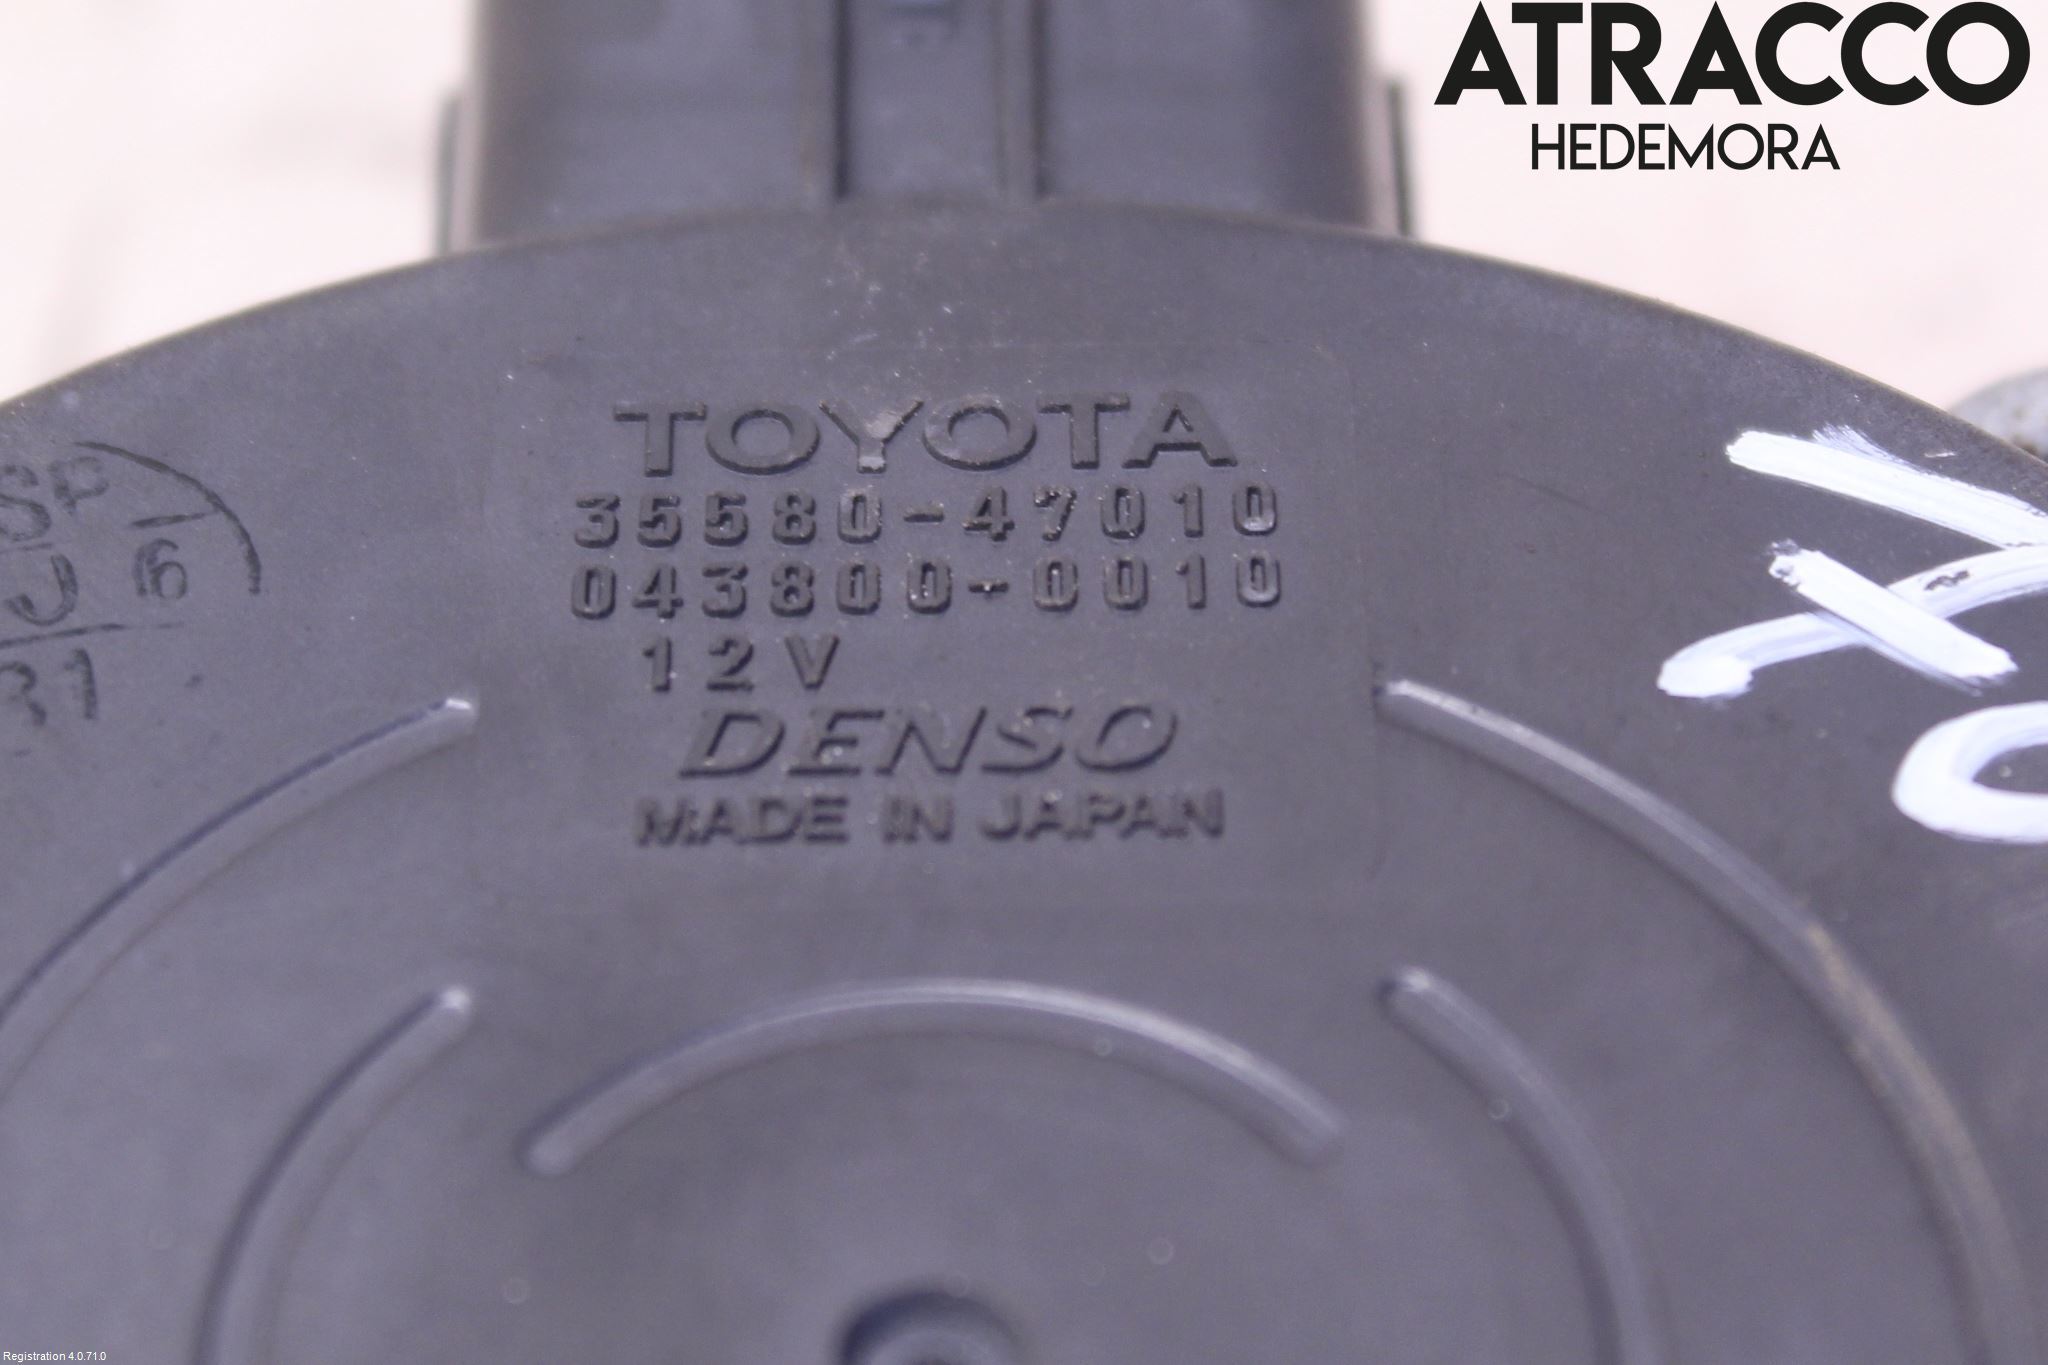 ATRACCO
HEDEMORA
TOYOTA
35580-47010
043800-0010
12V
DENSO
MADE IN JAPAN
Registration 4.0.71.0